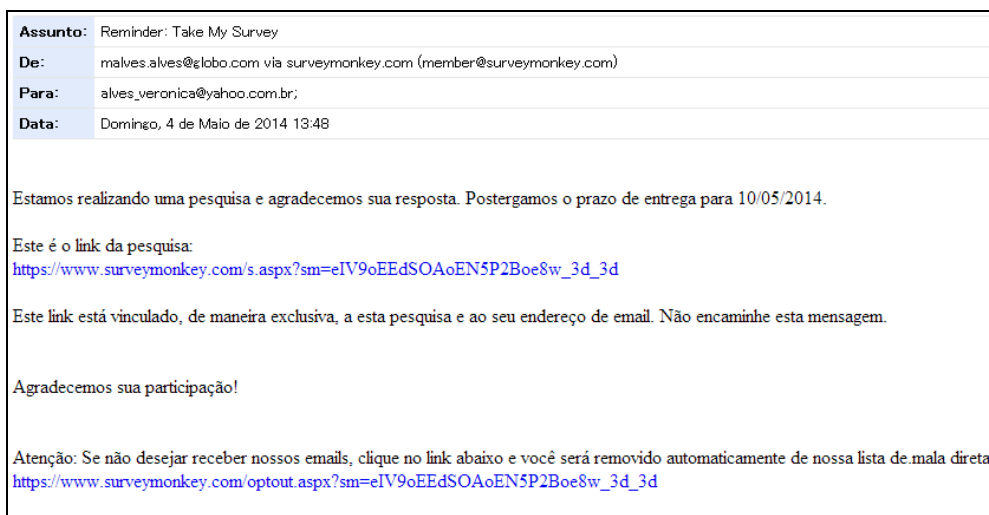 Assunto: Reminder: Take My Survey
De: malves.alves@globo.com via surveymonkey.com (member@surveymonkey.com)
Para: alves_veronica@yahoo.com.br;
Data: Domingo, 4 de Maio de 2014 13:48
Estamos realizando uma pesquisa e agradecemos sua resposta. Postergamos o prazo de entrega para 10/05/2014.
Este é o link da pesquisa:
https://www.surveymonkey.com/s.aspx?sm=eIV9oEEdSOAoEN5P2Boe8w_3d_3d
Este link está vinculado, de maneira exclusiva, a esta pesquisa e ao seu endereço de email. Não encaminhe esta mensagem.
Agradecemos sua participação!
Atenção: Se não desejar receber nossos emails, clique no link abaixo e você será removido automaticamente de nossa lista de.mala direta
https://www.surveymonkey.com/optout.aspx?sm=eIV9oEEdSOAoEN5P2Boe8w_3d_3d